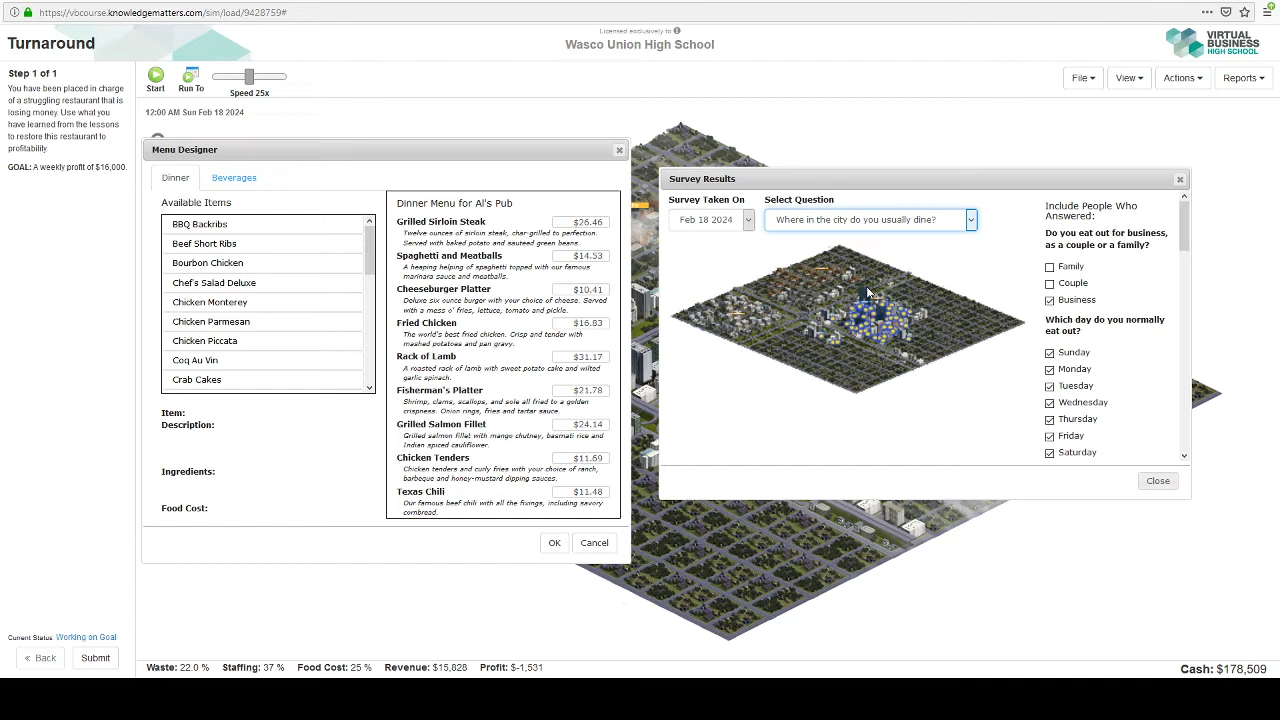 https://vbcourse.knowledgematters.com/sim/load/9428759#
Turnaround
Licensed exclusively to
Wasco Union High School
VIRTUAL
BUSINESS
HIGH SCHOOL
Step 1 of 1
You have been placed in charge
of a struggling restaurant that
is losing money. Use what you
have learned from the lessons
to restore this restaurant to
profitability.
GOAL: A weekly profit of $16,000.
Start
Run To
Speed 25x
File
View
Actions
Reports
12:00 AM Sun Feb 18 2024
Menu Designer
Dinner
Beverages
Available Items
BBQ Backribs
Beef Short Ribs
Bourbon Chicken
Chef's Salad Deluxe
Chicken Monterey
Chicken Parmesan
Chicken Piccata
Coq Au Vin
Crab Cakes
Item:
Description:
Ingredients:
Food Cost:
Dinner Menu for Al's Pub
Grilled Sirloin Steak $26.46
Twelve ounces of sirloin steak, char-grilled to perfection.
Served with baked potato and sauteed green beans.
Spaghetti and Meatballs $14.53
A heaping helping of spaghetti topped with our famous
marinara sauce and meatballs.
Cheeseburger Platter $10.41
Deluxe six ounce burger with your choice of cheese. Served
with a mess o' fries, lettuce, tomato and pickle.
Fried Chicken $16.83
The world's best fried chicken. Crisp and tender with
mashed potatoes and pan gravy.
Rack of Lamb $31.17
A roasted rack of lamb with sweet potato cake and wilted
garlic spinach.
Fisherman's Platter $21.78
Shrimp, clams, scallops, and sole all fried to a golden
crispness. Onion rings, fries and tartar sauce.
Grilled Salmon Fillet $24.14
Grilled salmon fillet with mango chutney, basmati rice and
Indian spiced cauliflower.
Chicken Tenders $11.69
Chicken tenders and curly fries with your choice of ranch,
barbeque and honey-mustard dipping sauces.
Texas Chili $11.48
Our famous beef chili with all the fixings, including savory
cornbread.
OK
Cancel
Survey Results
Survey Taken On
Select Question
Feb 18 2024
Where in the city do you usually dine?
Include People Who
Answered:
Do you eat out for business,
as a couple or a family?
Family
Couple
Business
Which day do you normally
eat out?
Sunday
Monday
Tuesday
Wednesday
Thursday
Friday
Saturday
Close
Current Status: Working on Goal
« Back
Submit
Waste: 22.0 % Staffing: 37 % Food Cost: 25 % Revenue: $15,828 Profit: $-1,531
Cash: $178,509